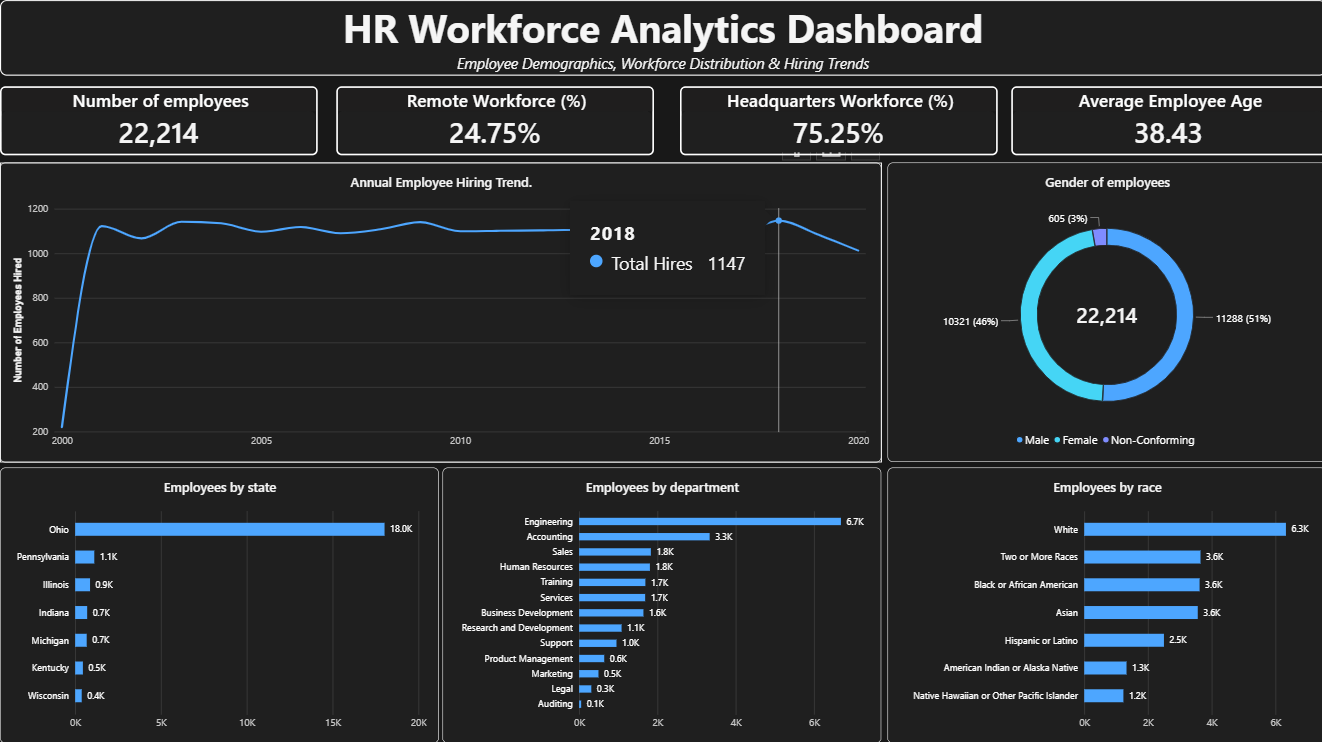 HR Workforce Analytics Dashboard
Employee Demographics, Workforce Distribution & Hiring Trends
Number of employees
22,214
Remote Workforce (%)
24.75%
Headquarters Workforce (%)
75.25%
Average Employee Age
38.43
Annual Employee Hiring Trend.
Number of Employees Hired
1200
1000
800
600
400
200
2000
2005
2010
2015
2020
2018
Total Hires 1147
Gender of employees
605 (3%)
10321 (46%)
22,214
11288 (51%)
Male Female Non-Conforming
Employees by state
Ohio 18.0K
Pennsylvania 1.1K
Illinois 0.9K
Indiana 0.7K
Michigan 0.7K
Kentucky 0.5K
Wisconsin 0.4K
0K 5K 10K 15K 20K
Employees by department
Engineering 6.7K
Accounting 3.3K
Sales 1.8K
Human Resources 1.8K
Training 1.7K
Services 1.7K
Business Development 1.6K
Research and Development 1.1K
Support 1.0K
Product Management 0.6K
Marketing 0.5K
Legal 0.3K
Auditing 0.1K
0K 2K 4K 6K
Employees by race
White 6.3K
Two or More Races 3.6K
Black or African American 3.6K
Asian 3.6K
Hispanic or Latino 2.5K
American Indian or Alaska Native 1.3K
Native Hawaiian or Other Pacific Islander 1.2K
0K 2K 4K 6K